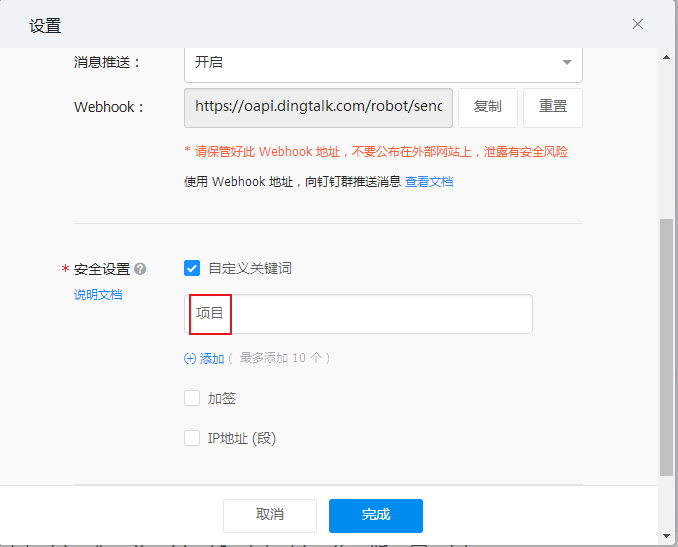 设置
消息推送： 开启
Webhook： https://oapi.dingtalk.com/robot/send 复制 重置
* 请保管好此 Webhook 地址，不要公布在外部网站上，泄露有安全风险
使用 Webhook 地址，向钉钉群推送消息 查看文档
* 安全设置 ? 自定义关键词
说明文档
项目
添加（ 最多添加 10 个 ）
加签
IP地址 (段)
取消 完成